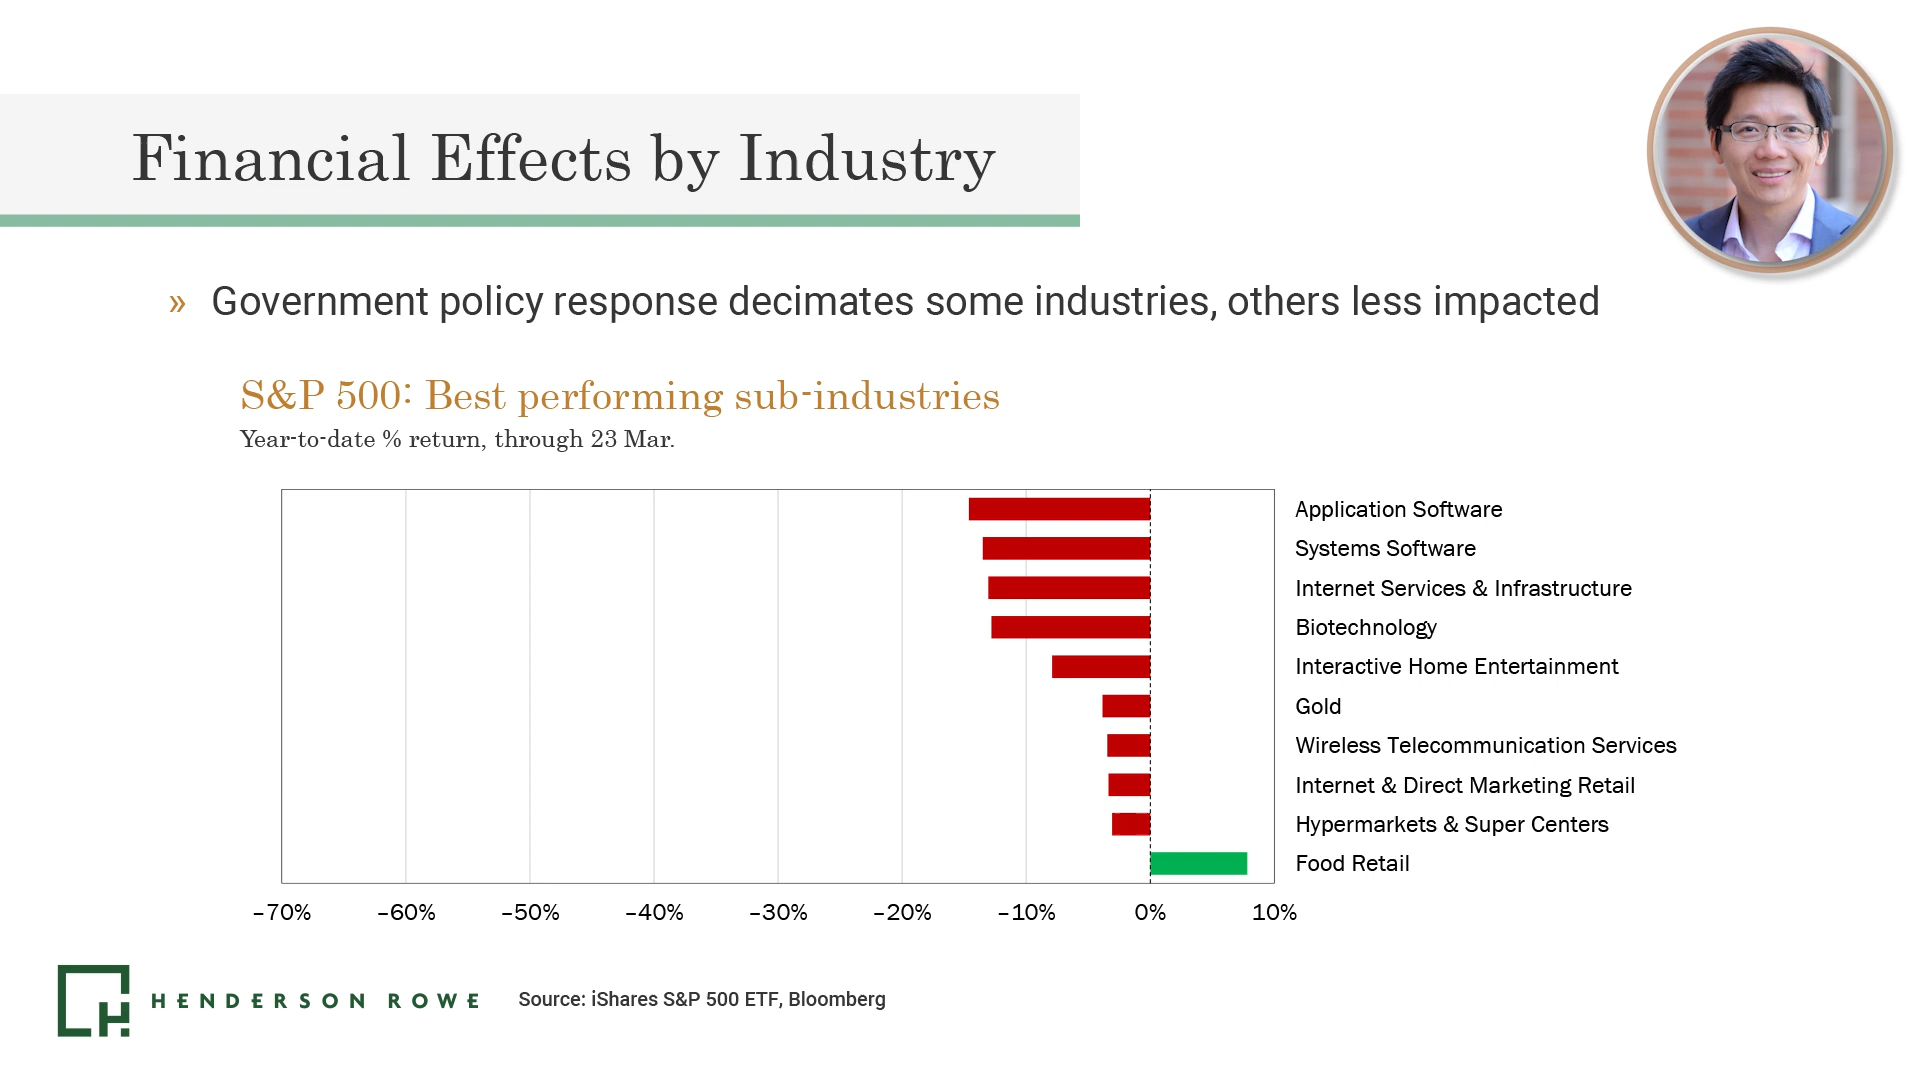 Financial Effects by Industry
» Government policy response decimates some industries, others less impacted
S&P 500: Best performing sub-industries
Year-to-date % return, through 23 Mar.
Application Software
Systems Software
Internet Services & Infrastructure
Biotechnology
Interactive Home Entertainment
Gold
Wireless Telecommunication Services
Internet & Direct Marketing Retail
Hypermarkets & Super Centers
Food Retail
–70% –60% –50% –40% –30% –20% –10% 0% 10%
HENDERSON ROWE Source: iShares S&P 500 ETF, Bloomberg